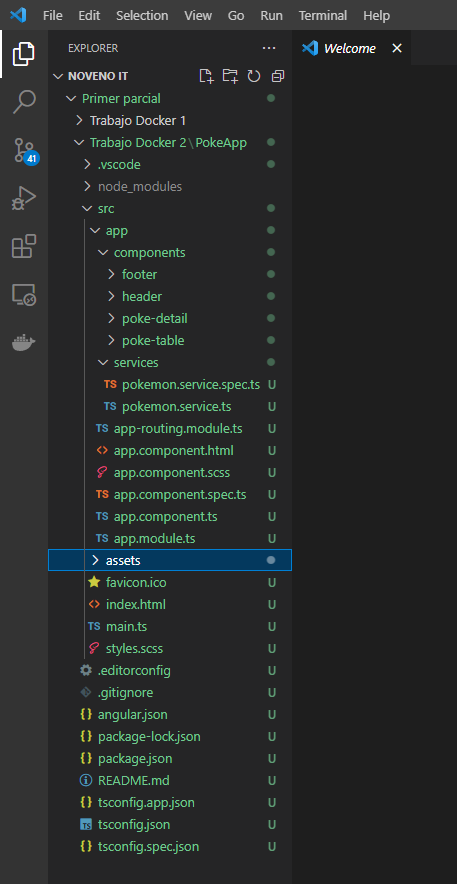 File Edit Selection View Go Run Terminal Help
EXPLORER
Welcome
NOVENO IT
Primer parcial
Trabajo Docker 1
Trabajo Docker 2\PokeApp
41
.vscode
node_modules
src
app
components
footer
header
poke-detail
poke-table
services
TS pokemon.service.spec.ts U
TS pokemon.service.ts U
TS app-routing.module.ts U
<> app.component.html U
app.component.scss U
TS app.component.spec.ts U
TS app.component.ts U
TS app.module.ts U
assets
favicon.ico U
<> index.html U
TS main.ts U
styles.scss U
.editorconfig U
.gitignore U
{} angular.json U
{} package-lock.json U
{} package.json U
README.md U
{} tsconfig.app.json U
TS tsconfig.json U
{} tsconfig.spec.json U